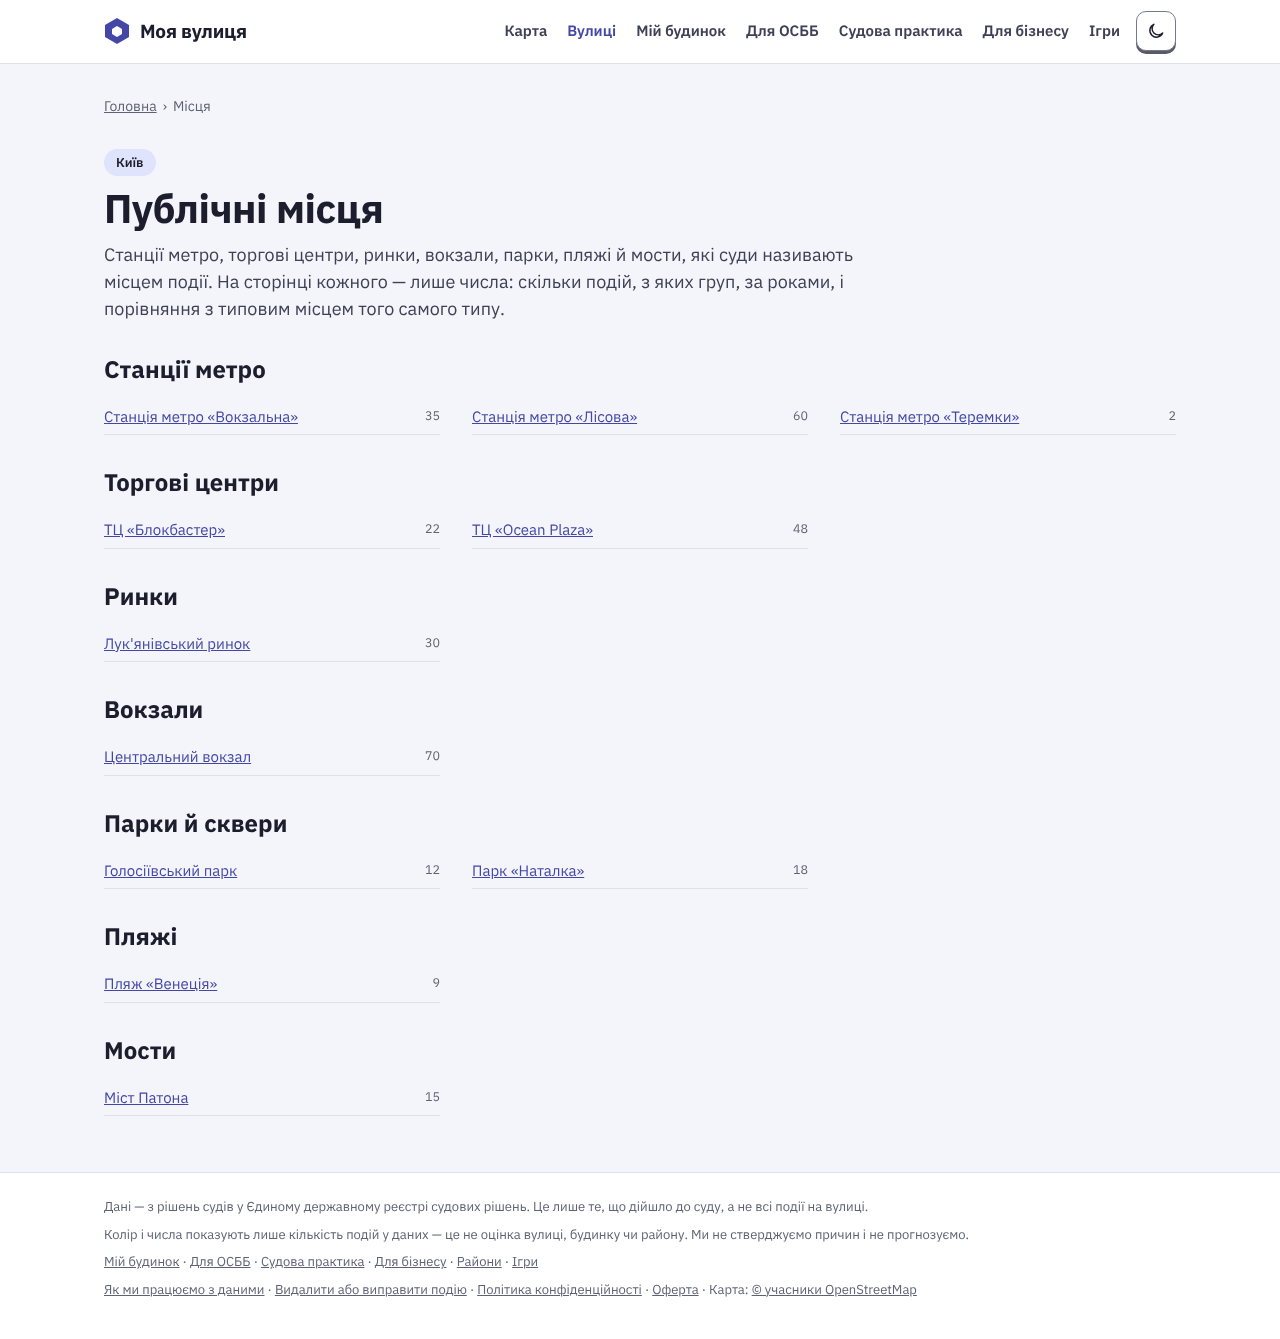 Моя вулиця
Карта Вулиці Мій будинок Для ОСББ Судова практика Для бізнесу Ігри
Головна › Місця
Київ
Публічні місця
Станції метро, торгові центри, ринки, вокзали, парки, пляжі й мости, які суди називають
місцем події. На сторінці кожного — лише числа: скільки подій, з яких груп, за роками, і
порівняння з типовим місцем того самого типу.
Станції метро
Станція метро «Вокзальна» 35 Станція метро «Лісова» 60 Станція метро «Теремки» 2
Торгові центри
ТЦ «Блокбастер» 22 ТЦ «Ocean Plaza» 48
Ринки
Лук'янівський ринок 30
Вокзали
Центральний вокзал 70
Парки й сквери
Голосіївський парк 12 Парк «Наталка» 18
Пляжі
Пляж «Венеція» 9
Мости
Міст Патона 15
Дані — з рішень судів у Єдиному державному реєстрі судових рішень. Це лише те, що дійшло до суду, а не всі події на вулиці.
Колір і числа показують лише кількість подій у даних — це не оцінка вулиці, будинку чи району. Ми не стверджуємо причин і не прогнозуємо.
Мій будинок · Для ОСББ · Судова практика · Для бізнесу · Райони · Ігри
Як ми працюємо з даними · Видалити або виправити подію · Політика конфіденційності · Оферта · Карта: © учасники OpenStreetMap